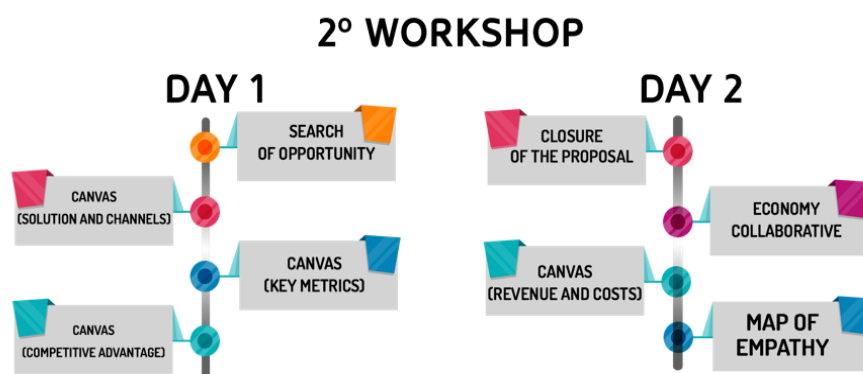 2º WORKSHOP
DAY 1
SEARCH
OF OPPORTUNITY
CANVAS
(SOLUTION AND CHANNELS)
CANVAS
(KEY METRICS)
CANVAS
(COMPETITIVE ADVANTAGE)
DAY 2
CLOSURE
OF THE PROPOSAL
ECONOMY
COLLABORATIVE
CANVAS
(REVENUE AND COSTS)
MAP OF
EMPATHY